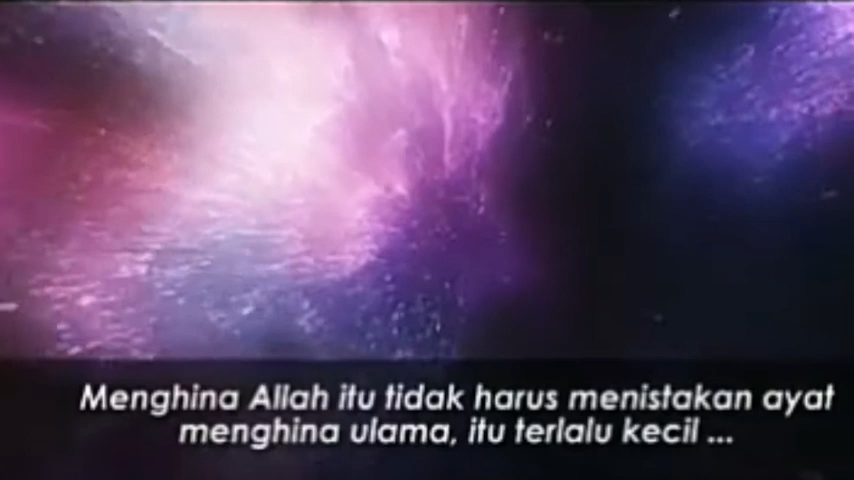 Menghina Allah itu tidak harus menistakan ayat
menghina ulama, itu terlalu kecil ...